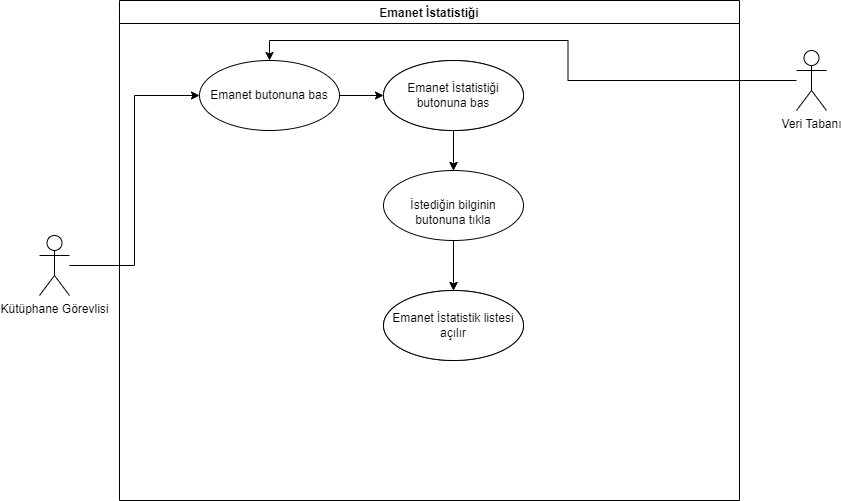 Emanet İstatistiği
Emanet butonuna bas
Emanet İstatistiği
butonuna bas
Veri Tabanı
İstediğin bilginin
butonuna tıkla
Kütüphane Görevlisi
Emanet İstatistik listesi
açılır